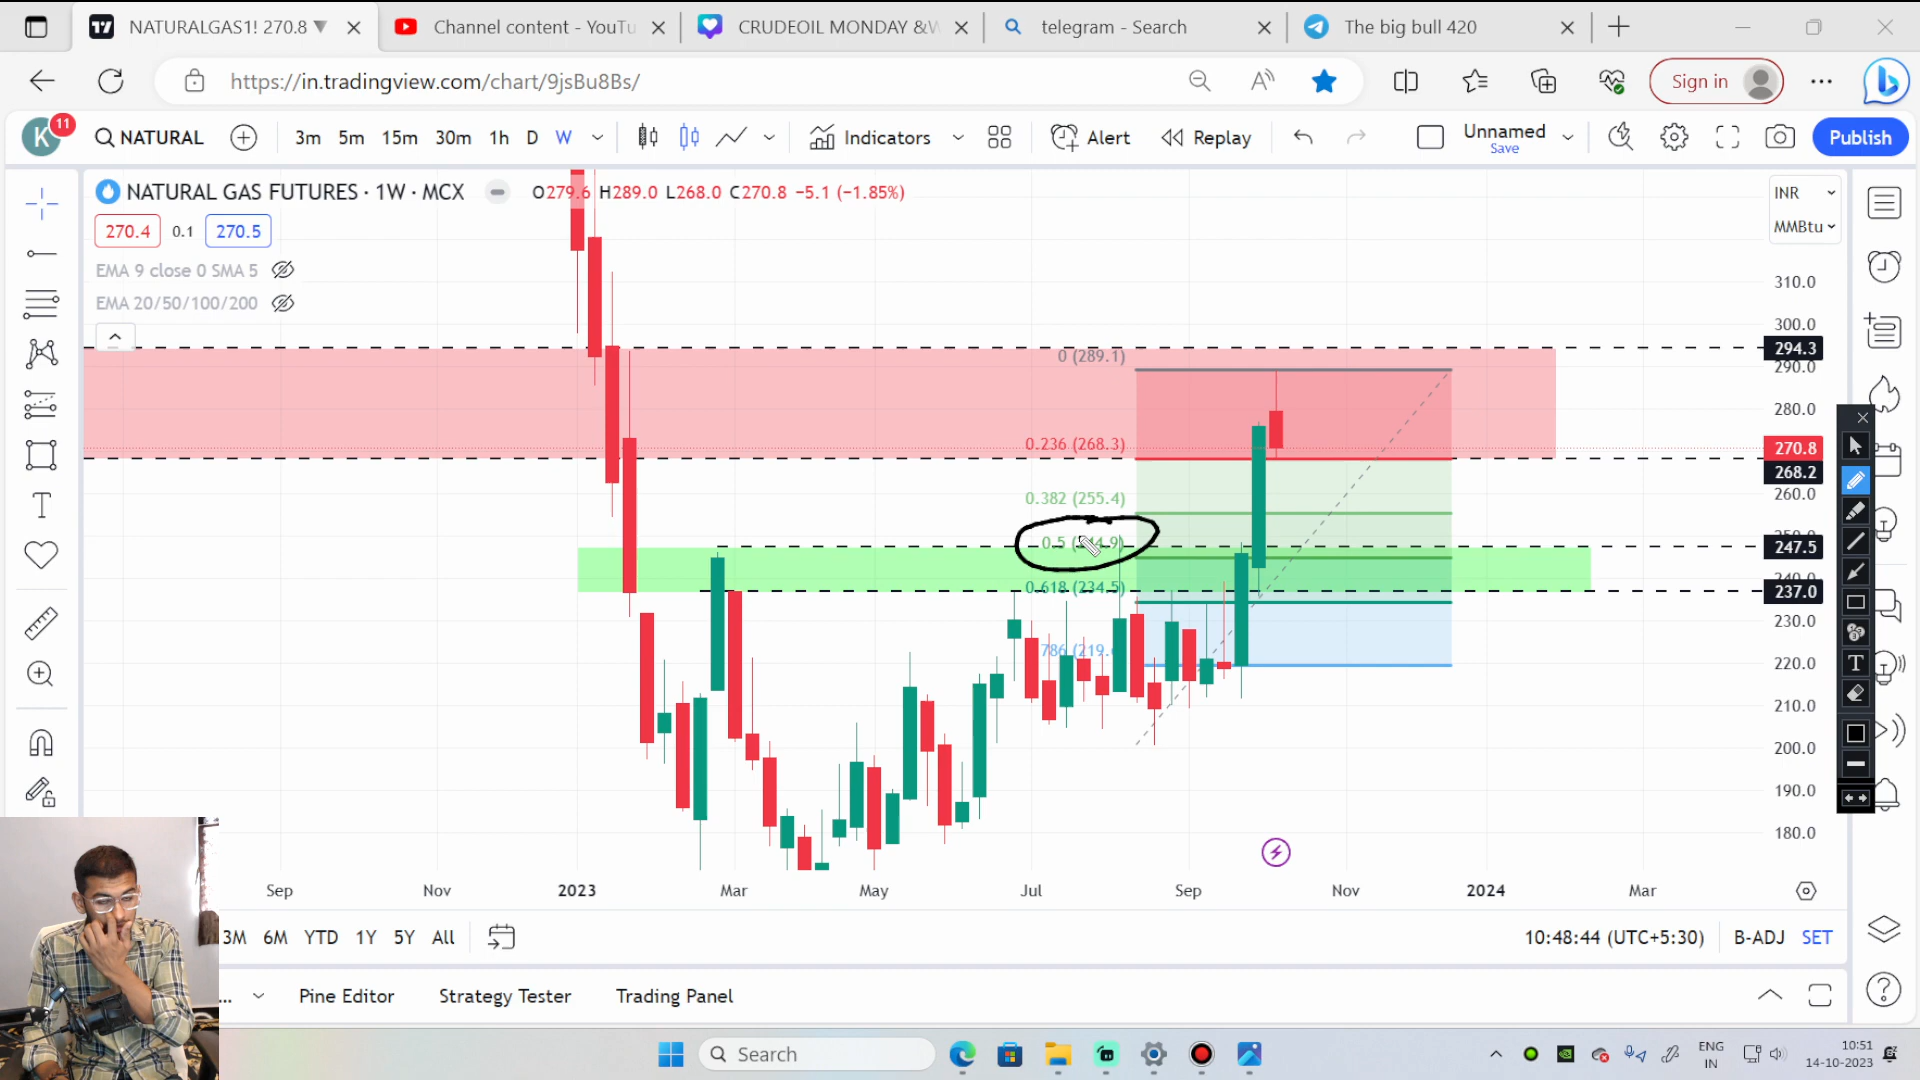 NATURALGAS1! 270.8
Channel content - YouTu
CRUDEOIL MONDAY &W
telegram - Search
The big bull 420
https://in.tradingview.com/chart/9jsBu8Bs/
Sign in
K 11
NATURAL
3m 5m 15m 30m 1h D W
Indicators
Alert
Replay
Unnamed
Save
Publish
NATURAL GAS FUTURES · 1W · MCX
O279.6 H289.0 L268.0 C270.8 −5.1 (−1.85%)
INR
MMBtu
270.4 0.1 270.5
EMA 9 close 0 SMA 5
EMA 20/50/100/200
310.0
300.0
294.3
290.0
280.0
270.8
268.2
260.0
247.5
237.0
230.0
220.0
210.0
200.0
190.0
180.0
0 (289.1)
0.236 (268.3)
0.382 (255.4)
0.618 (234.5)
Sep Nov 2023 Mar May Jul Sep Nov 2024 Mar
3M 6M YTD 1Y 5Y All
10:48:44 (UTC+5:30) B-ADJ SET
... Pine Editor Strategy Tester Trading Panel
Search
ENG
IN
10:51
14-10-2023